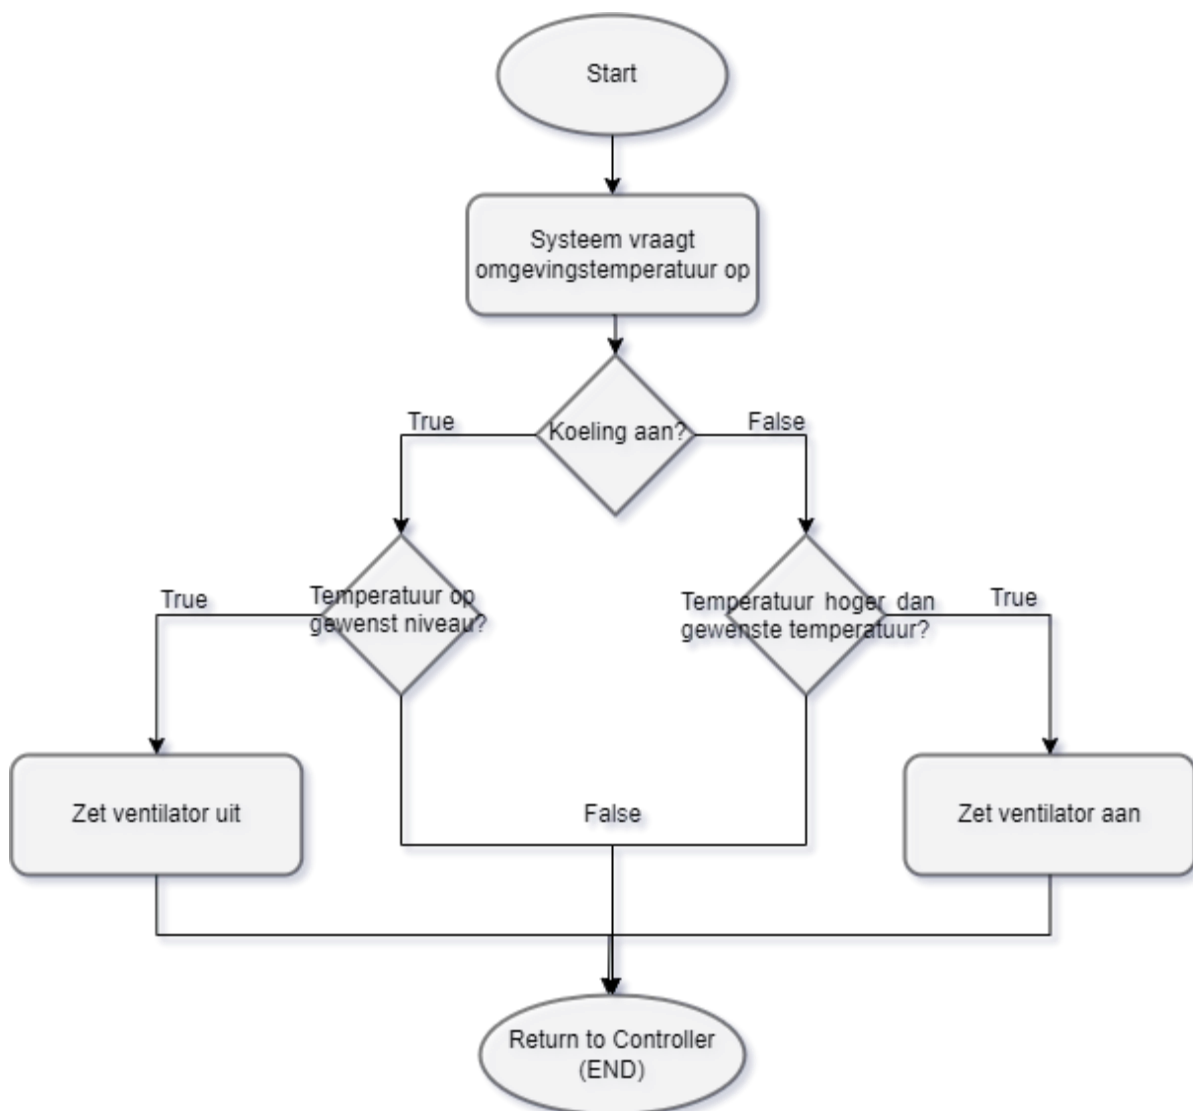 Start
Systeem vraagt
omgevingstemperatuur op
Koeling aan?
True
False
Temperatuur op
gewenst niveau?
Temperatuur hoger dan
gewenste temperatuur?
True
True
Zet ventilator uit
False
Zet ventilator aan
Return to Controller
(END)